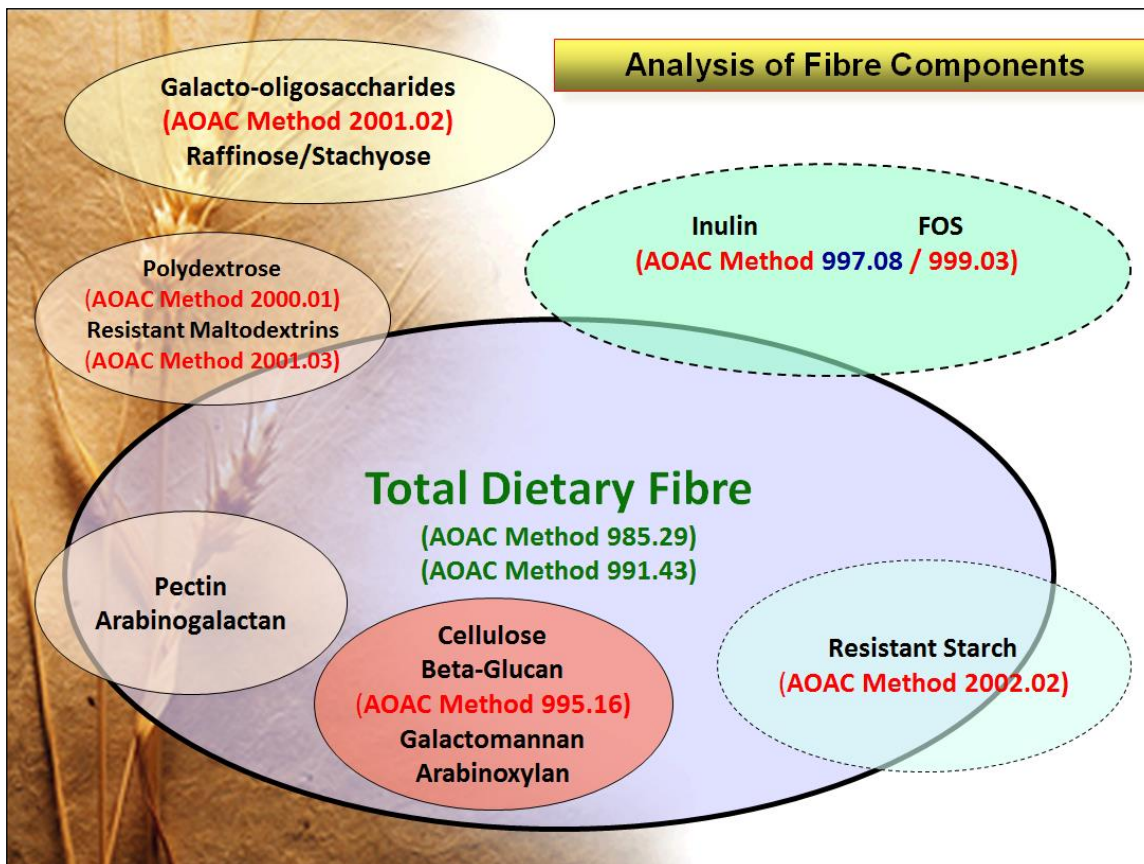 Analysis of Fibre Components
Galacto-oligosaccharides
(AOAC Method 2001.02)
Raffinose/Stachyose
Inulin FOS
(AOAC Method 997.08 / 999.03)
Polydextrose
(AOAC Method 2000.01)
Resistant Maltodextrins
(AOAC Method 2001.03)
Total Dietary Fibre
(AOAC Method 985.29)
(AOAC Method 991.43)
Pectin
Arabinogalactan
Cellulose
Beta-Glucan
(AOAC Method 995.16)
Galactomannan
Arabinoxylan
Resistant Starch
(AOAC Method 2002.02)